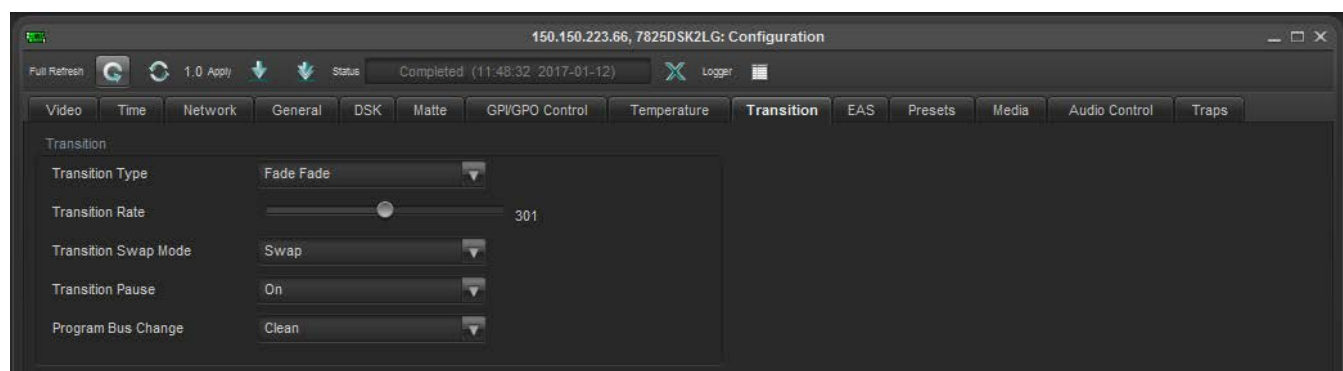 150.150.223.66, 7825DSK2LG: Configuration
Full Refresh 1.0 Apply Status Completed (11:48:32 2017-01-12) Logger
Video Time Network General DSK Matte GPI/GPO Control Temperature Transition EAS Presets Media Audio Control Traps
Transition
Transition Type Fade Fade
Transition Rate 301
Transition Swap Mode Swap
Transition Pause On
Program Bus Change Clean